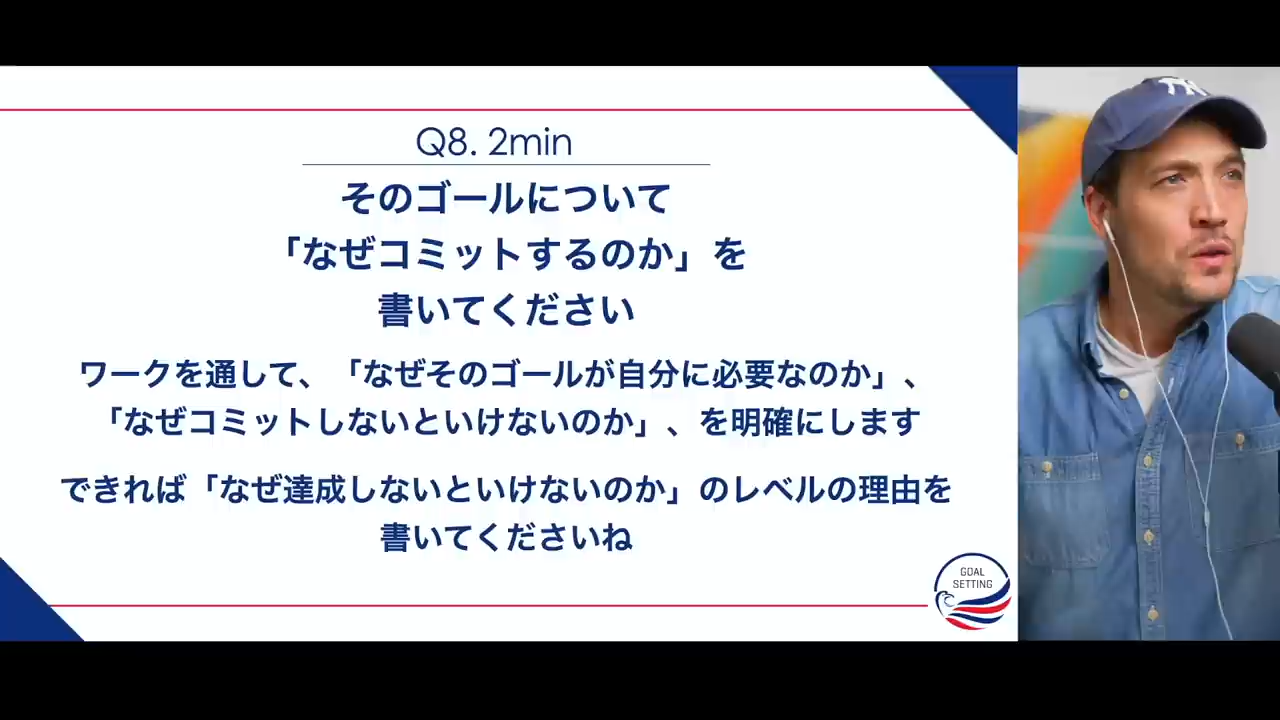 Q8. 2min
そのゴールについて
「なぜコミットするのか」を
書いてください
ワークを通して、「なぜそのゴールが自分に必要なのか」、
「なぜコミットしないといけないのか」、を明確にします
できれば「なぜ達成しないといけないのか」のレベルの理由を
書いてくださいね
GOAL
SETTING